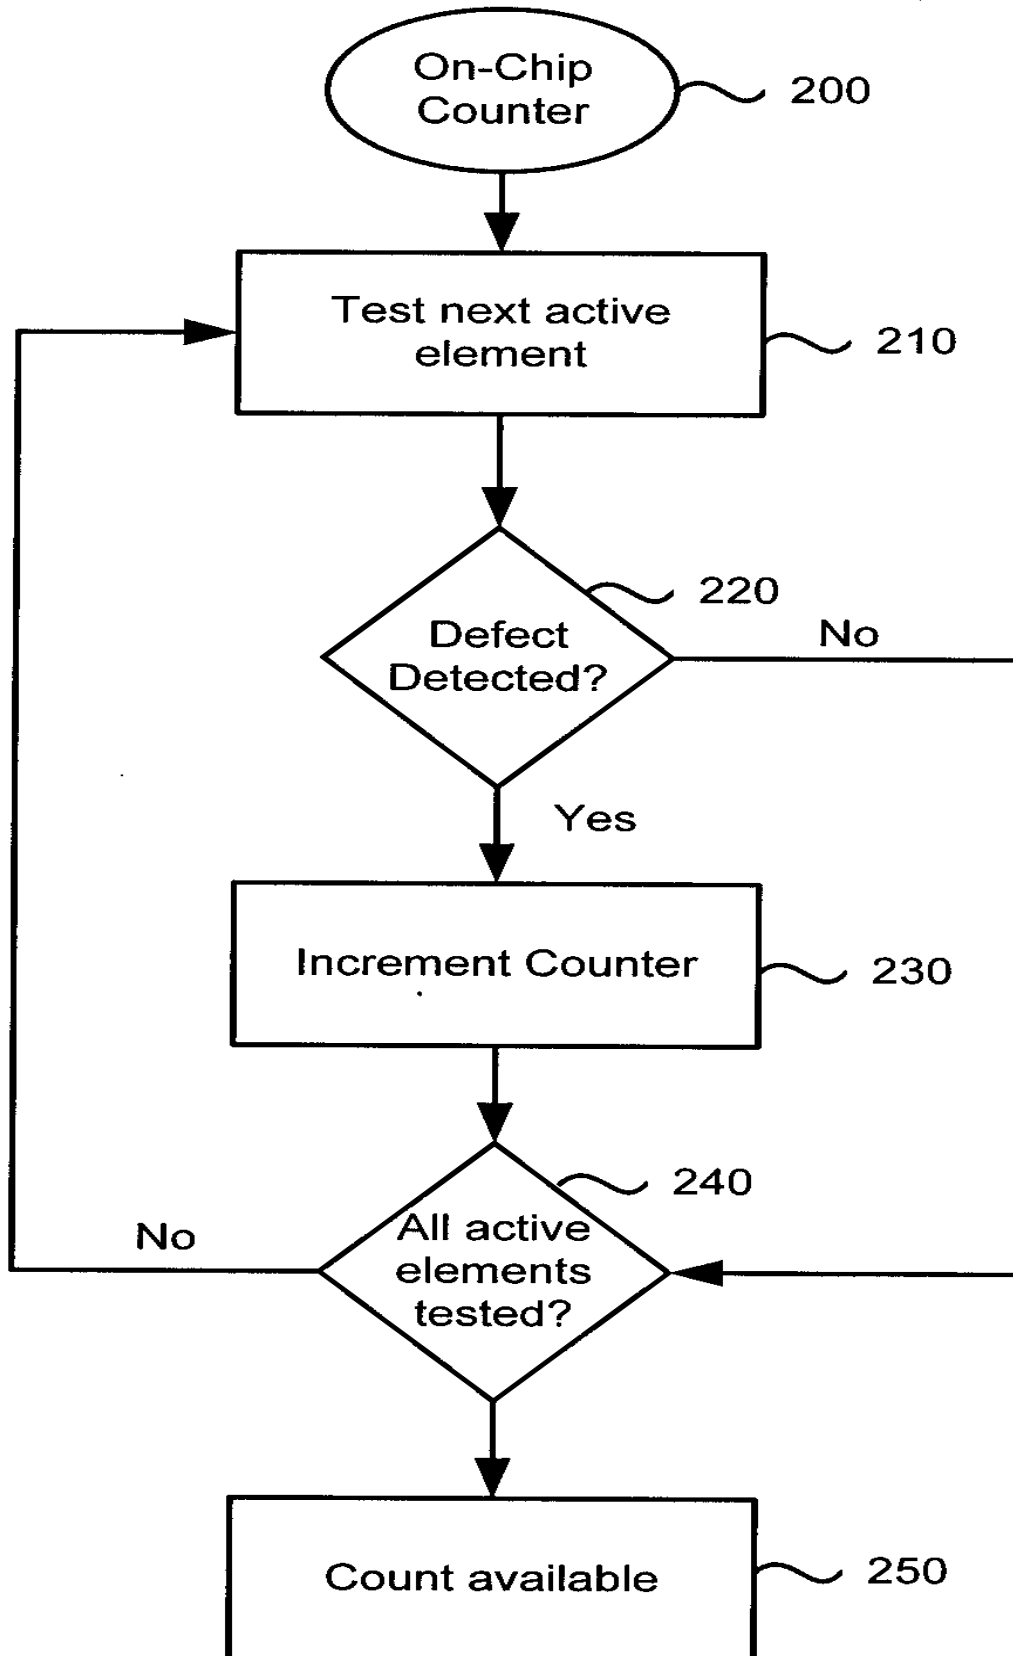 On-Chip
Counter
200
Test next active
element
210
220
Defect
Detected?
No
Yes
Increment Counter
230
240
All active
elements
tested?
No
Count available
250